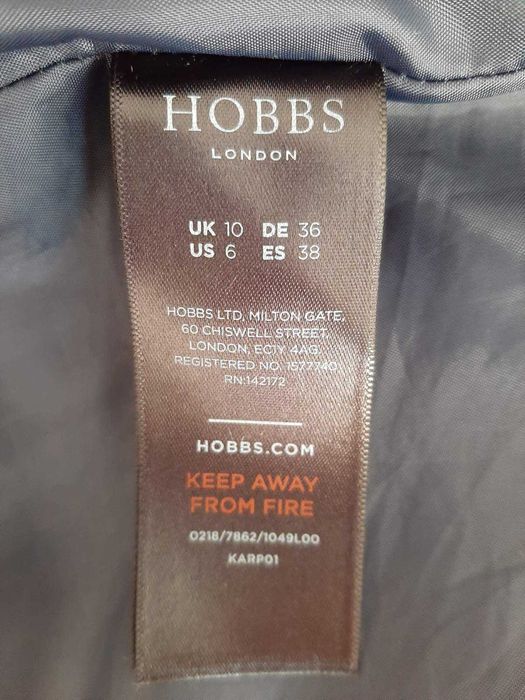 HOBBS
LONDON
UK 10 DE 36
US 6 ES 38
HOBBS LTD, MILTON GATE,
60 CHISWELL STREET,
LONDON, EC1Y 4AG.
REGISTERED NO. 1577740
RN:142172
HOBBS.COM
KEEP AWAY
FROM FIRE
0218/7862/1049L00
KARP01